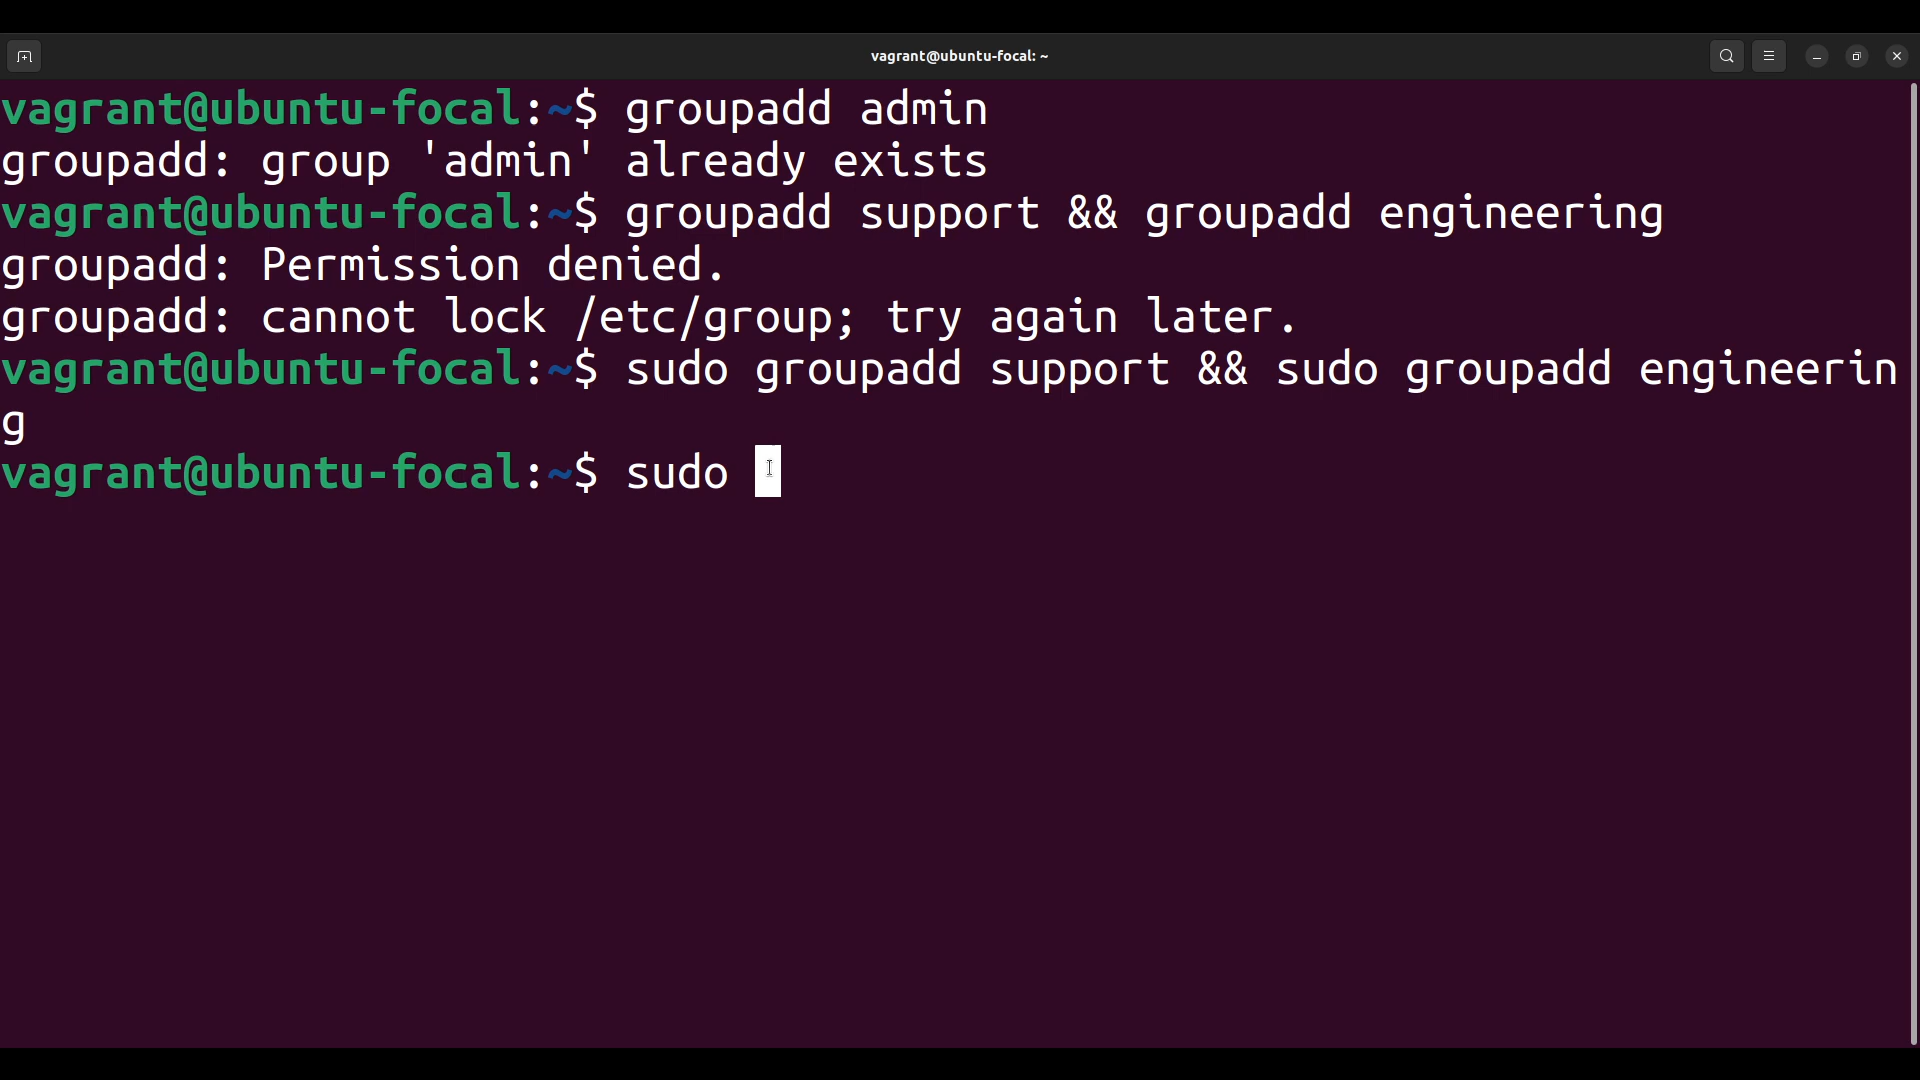 vagrant@ubuntu-focal: ~
vagrant@ubuntu-focal:~$ groupadd admin
groupadd: group 'admin' already exists
vagrant@ubuntu-focal:~$ groupadd support && groupadd engineering
groupadd: Permission denied.
groupadd: cannot lock /etc/group; try again later.
vagrant@ubuntu-focal:~$ sudo groupadd support && sudo groupadd engineerin
g
vagrant@ubuntu-focal:~$ sudo